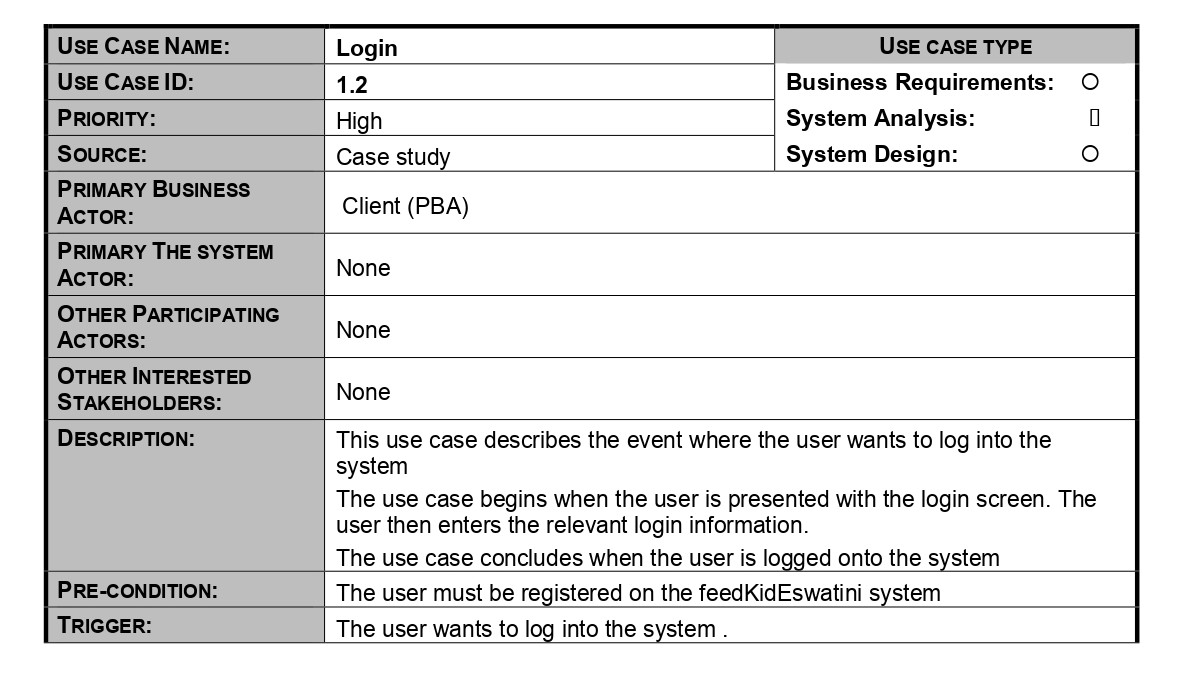 USE CASE NAME: Login USE CASE TYPE
USE CASE ID: 1.2 Business Requirements: ○
PRIORITY: High System Analysis: ▯
SOURCE: Case study System Design: ○
PRIMARY BUSINESS
ACTOR:
Client (PBA)
PRIMARY THE SYSTEM
ACTOR:
None
OTHER PARTICIPATING
ACTORS:
None
OTHER INTERESTED
STAKEHOLDERS:
None
DESCRIPTION:
This use case describes the event where the user wants to log into the
system
The use case begins when the user is presented with the login screen. The
user then enters the relevant login information.
The use case concludes when the user is logged onto the system
PRE-CONDITION: The user must be registered on the feedKidEswatini system
TRIGGER: The user wants to log into the system .